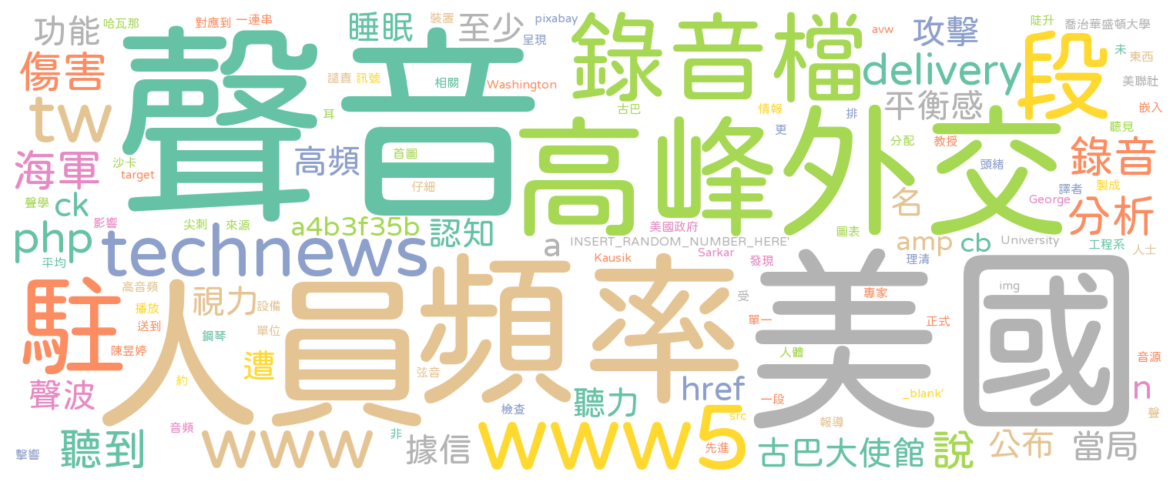 哈瓦那 對應到 一連串 裝置 pixabay 陡升 喬治華盛頓大學
功能 睡眠 至少 呈現 avw 攻擊 未
傷害 聲音 錄音檔 段 東西
譴責 訊號 相關 Washington delivery 美聯社
tw 耳 古巴 情報 排 平衡感 嵌入
更 聽見
海軍 沙卡 高頻 首圖 高峰 外交 分配 教授 錄音
target 仔細 頭緒 譯者 製成
聲學 ck 影響 尖刺 來源 a4b3f35b 認知 美國政府 名 George 分析
php technews a INSERT_RANDOM_NUMBER_HERE' 圖表 amp cb University 工程系
平均 Kausik Sarkar 發現 理清 人士
駐 高音頻 人員 視力 設備 頻率 美國 img
播放 受 專家
送到 鋼琴 單位 單一 正式
陳昱婷 遭 人體 音源
聲波 約 弦音 href 一段 _blank' n
音頻 檢查 聽力 src 報導 聲
擊響 聽到 www 非 據信 www5 先進 古巴大使館 說 公布 當局